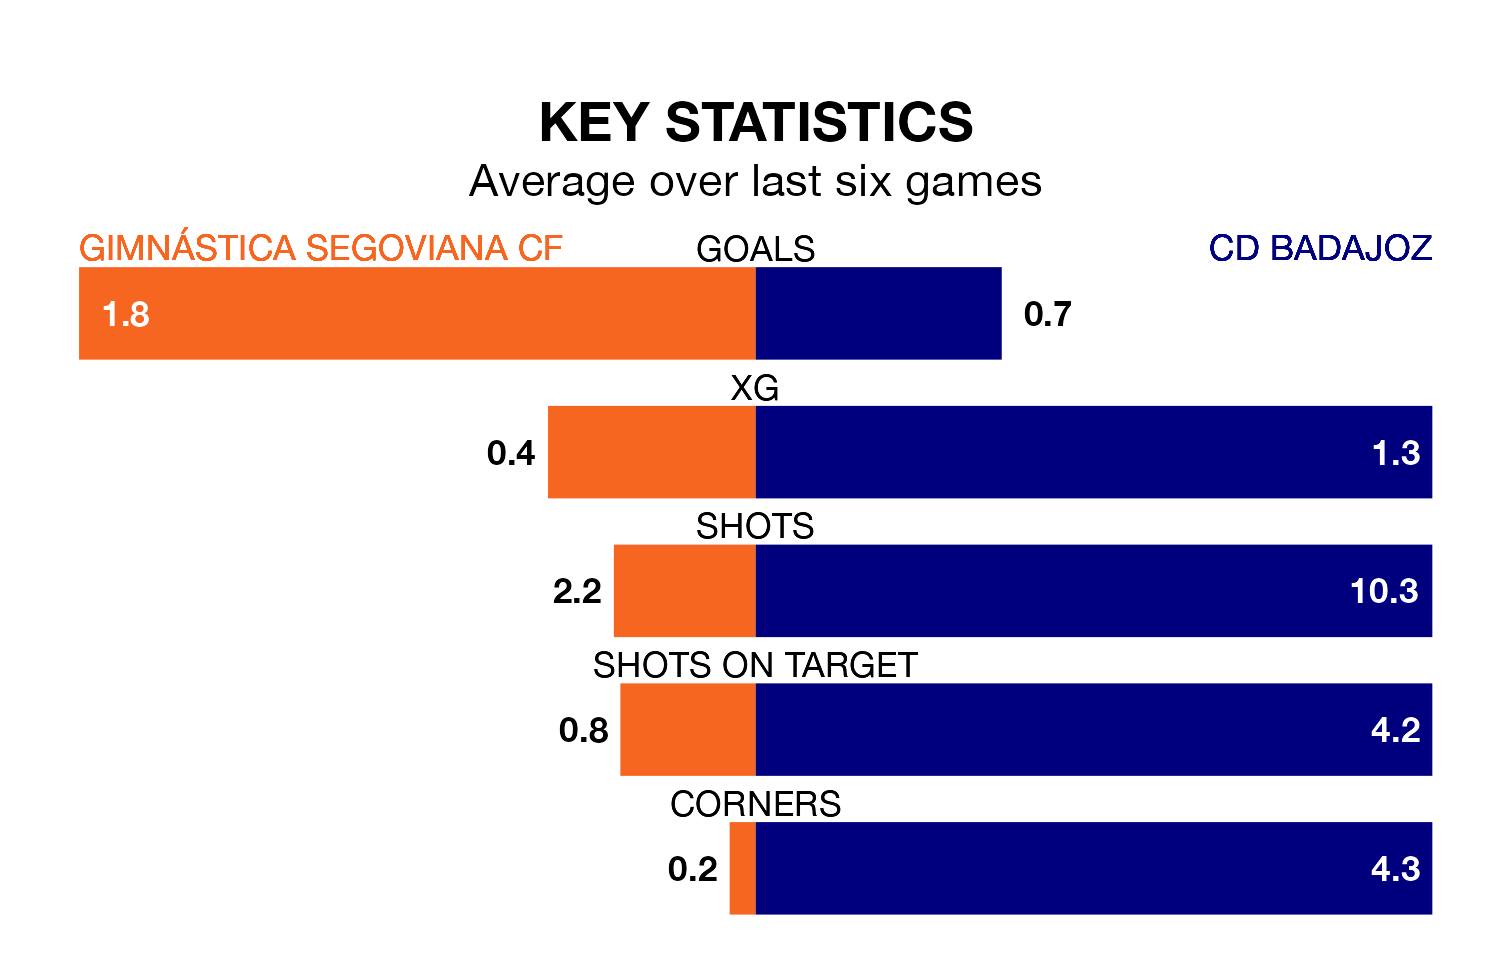 KEY STATISTICS
Average over last six games
GIMNÁSTICA SEGOVIANA CF GOALS CD BADAJOZ
1.8 0.7
XG
0.4 1.3
SHOTS
2.2 10.3
SHOTS ON TARGET
0.8 4.2
CORNERS
0.2 4.3